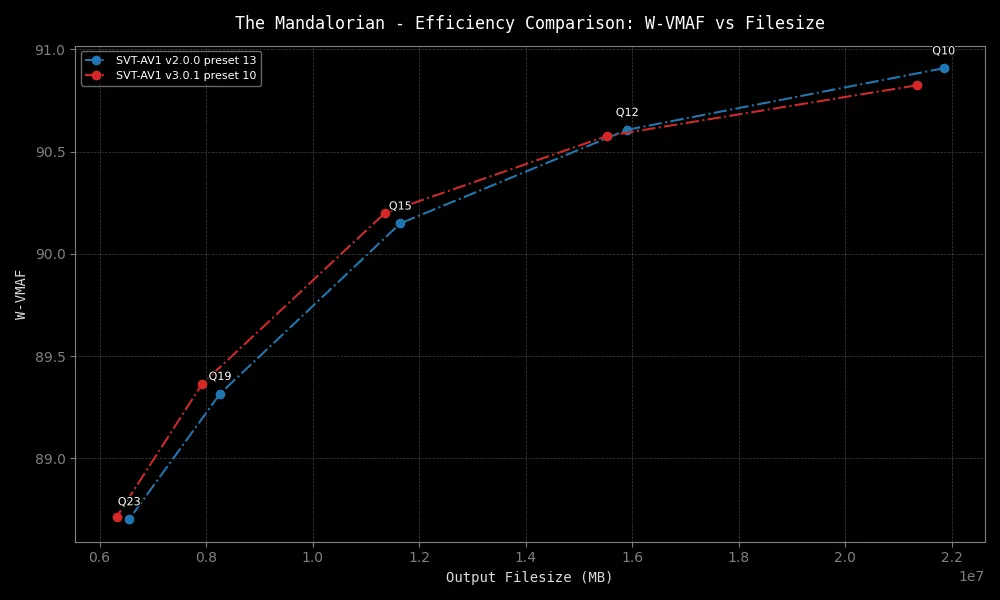 The Mandalorian - Efficiency Comparison: W-VMAF vs Filesize
SVT-AV1 v2.0.0 preset 13
SVT-AV1 v3.0.1 preset 10
Q10
Q12
Q15
Q19
Q23
91.0
90.5
90.0
89.5
89.0
W-VMAF
0.6 0.8 1.0 1.2 1.4 1.6 1.8 2.0 2.2
1e7
Output Filesize (MB)